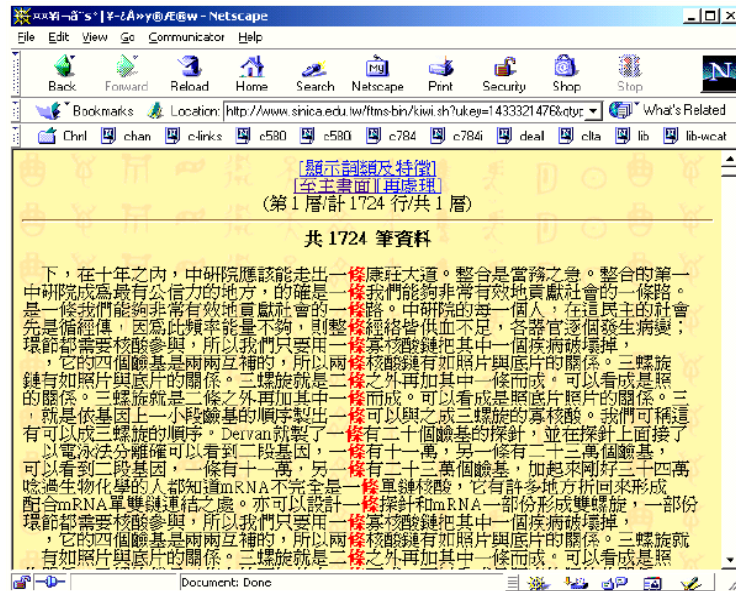 - Netscape
File Edit View Go Communicator Help
Back Forward Reload Home Search Netscape Print Security Shop Stop
Bookmarks Location: http://www.sinica.edu.tw/ftms-bin/kiwi.sh?ukey=1433321476&qtyp What's Related
Chnl chan c-links c580 c580i c784 c784i deal clta lib lib-wcat
[顯示詞類及特徵]
[至主畫面][再處理]
(第 1 層/計 1724 行/共 1 層)
共 1724 筆資料
下，在十年之內，中研院應該能走出一條康莊大道。整合是當務之急。整合的第一
中研院成為最有公信力的地方，的確是一條我們能夠非常有效地貢獻社會的一條路。
是一條我們能夠非常有效地貢獻社會的一條路。中研院的每一個人，在這民主的社會
先是循經傳，因為此頻率能量不夠，則整條經絡皆供血不足，各器官逐個發生病變；
環節都需要核酸參與，所以我們只要用一條寡核酸鏈把其中一個疾病破壞掉，
，它的四個鹼基是兩兩互補的，所以兩條核酸鏈有如照片與底片的關係。三螺旋
鏈有如照片與底片的關係。三螺旋就是二條之外再加其中一條而成。可以看成是照
的關係。三螺旋就是二條之外再加其中一條而成。可以看成是照底片照片的關係。三
，就是依基因上一小段鹼基的順序製出一條可以與之成三螺旋的寡核酸。我們可稱這
有可以成三螺旋的順序。Dervan就製了一條有二十個鹼基的探針，並在探針上面接了
以電泳法分離確可以看到二段基因，一條有十一萬，另一條有二十三萬個鹼基，
可以看到二段基因，一條有十一萬，另一條有二十三萬個鹼基，加起來剛好三十四萬
唸過生物化學的人都知道mRNA不完全是一條單鏈核酸，它有許多地方折回來形成
配合mRNA單雙鏈連結之處。亦可以設計一條探針和mRNA一部份形成雙螺旋，一部份
環節都需要核酸參與，所以我們只要用一條寡核酸鏈把其中一個疾病破壞掉，
，它的四個鹼基是兩兩互補的，所以兩條核酸鏈有如照片與底片的關係。三螺旋就
有如照片與底片的關係。三螺旋就是二條之外再加其中一條而成。可以看成是照
Document: Done